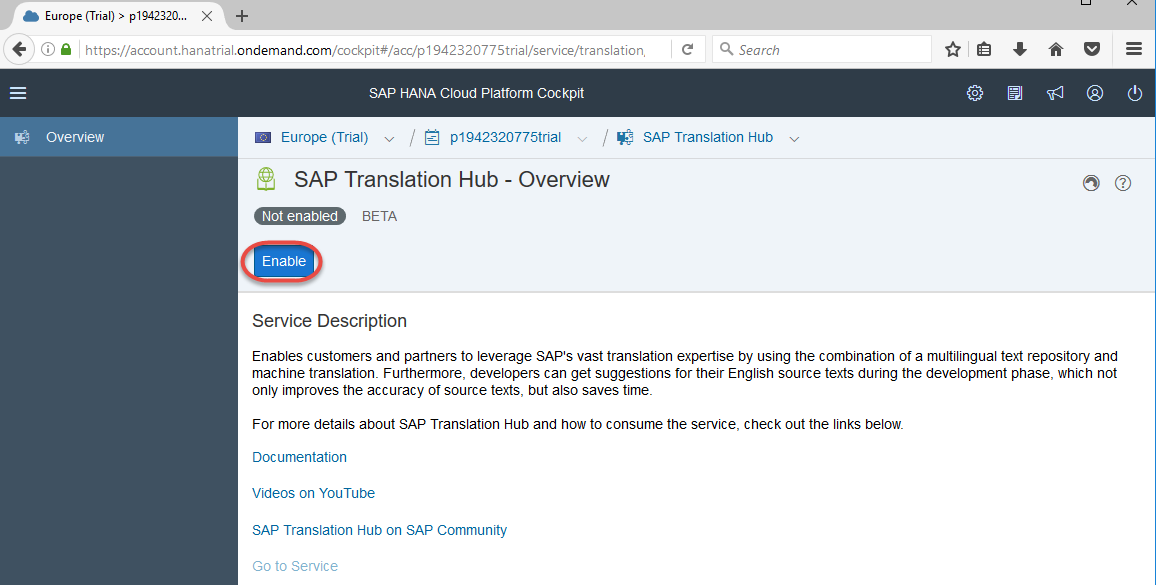 Europe (Trial) > p1942320...
https://account.hanatrial.ondemand.com/cockpit#/acc/p1942320775trial/service/translation,
Search
SAP HANA Cloud Platform Cockpit
Overview
Europe (Trial) / p1942320775trial / SAP Translation Hub
SAP Translation Hub - Overview
Not enabled BETA
Enable
Service Description
Enables customers and partners to leverage SAP's vast translation expertise by using the combination of a multilingual text repository and
machine translation. Furthermore, developers can get suggestions for their English source texts during the development phase, which not
only improves the accuracy of source texts, but also saves time.
For more details about SAP Translation Hub and how to consume the service, check out the links below.
Documentation
Videos on YouTube
SAP Translation Hub on SAP Community
Go to Service